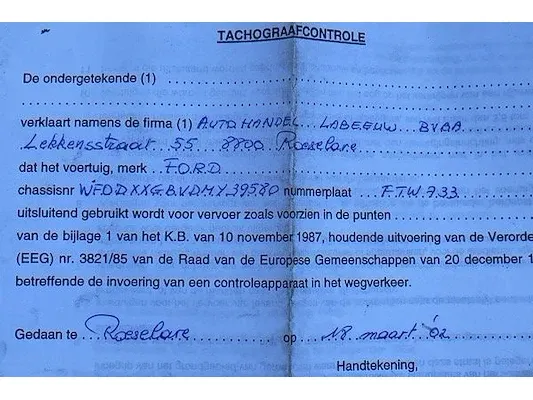 TACHOGRAAFCONTROLE
De ondergetekende (1)
verklaart namens de firma (1) AUTOHANDEL LABEEUW BVBA
Lekkensstraat 55 8800 Roeselare
dat het voertuig, merk FORD
chassisnr WFODXXGBVDMY39580 nummerplaat FTW733
uitsluitend gebruikt wordt voor vervoer zoals voorzien in de punten
van de bijlage 1 van het K.B. van 10 november 1987, houdende uitvoering van de Verorde
(EEG) nr. 3821/85 van de Raad van de Europese Gemeenschappen van 20 december 1
betreffende de invoering van een controleapparaat in het wegverkeer.
Gedaan te Roeselare op 18 maart '02
Handtekening,